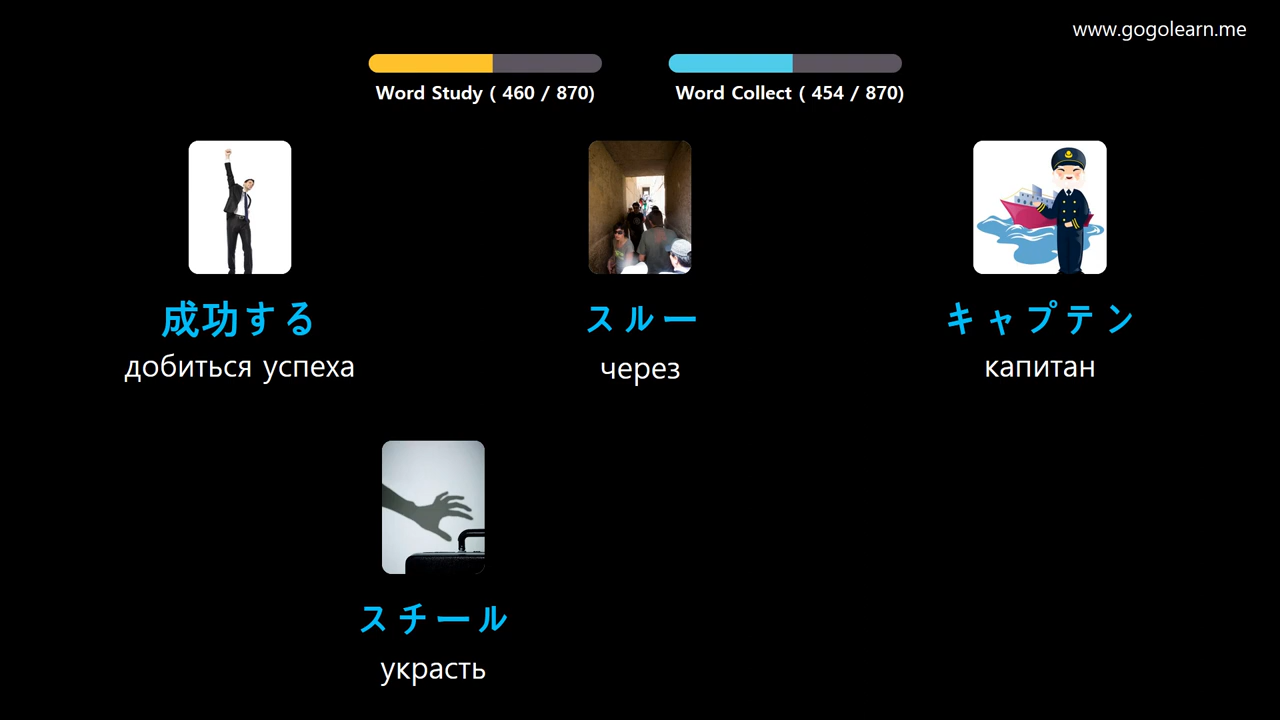 www.gogolearn.me
Word Study ( 460 / 870)
Word Collect ( 454 / 870)
成功する
スルー
キャプテン
добиться успеха
через
капитан
スチール
украсть